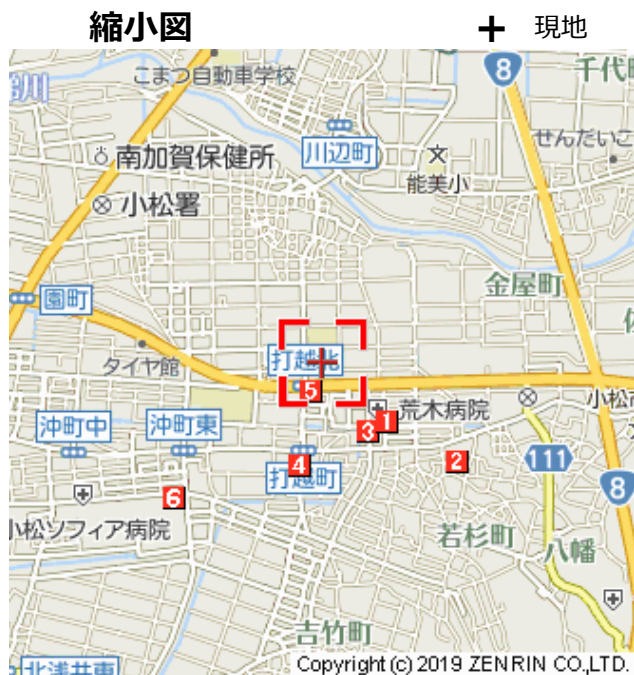 縮小図
＋ 現地
こまつ自動車学校
8
千代町
川辺町
南加賀保健所
能美小
せんだいこ
小松署
金屋町
園町
打越北
タイヤ館
5
荒木病院
小松市
1
3
沖町中
沖町東
4
2
111
打越町
8
6
小松ソフィア病院
若杉町
八幡
吉竹町
北浅井東
Copyright (c) 2019 ZENRIN CO.,LTD.